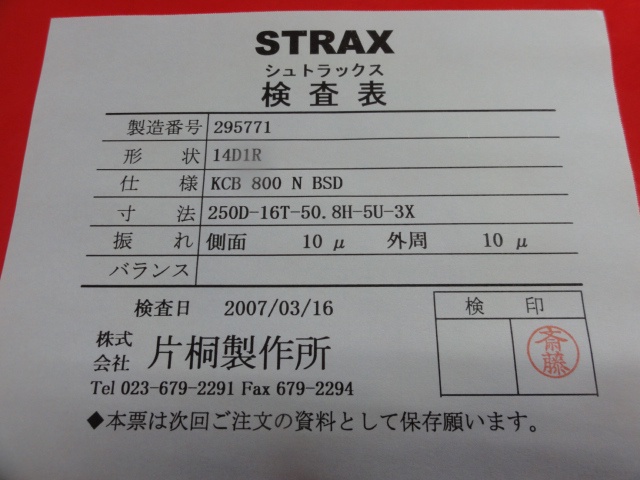 STRAX
シュトラックス
検査表
製造番号 295771
形状 14D1R
仕様 KCB 800 N BSD
寸法 250D-16T-50.8H-5U-3X
振れ 側面 10 μ 外周 10 μ
バランス
検査日 2007/03/16
検印
株式会社 片桐製作所
斎藤
Tel 023-679-2291 Fax 679-2294
◆本票は次回ご注文の資料として保存願います。